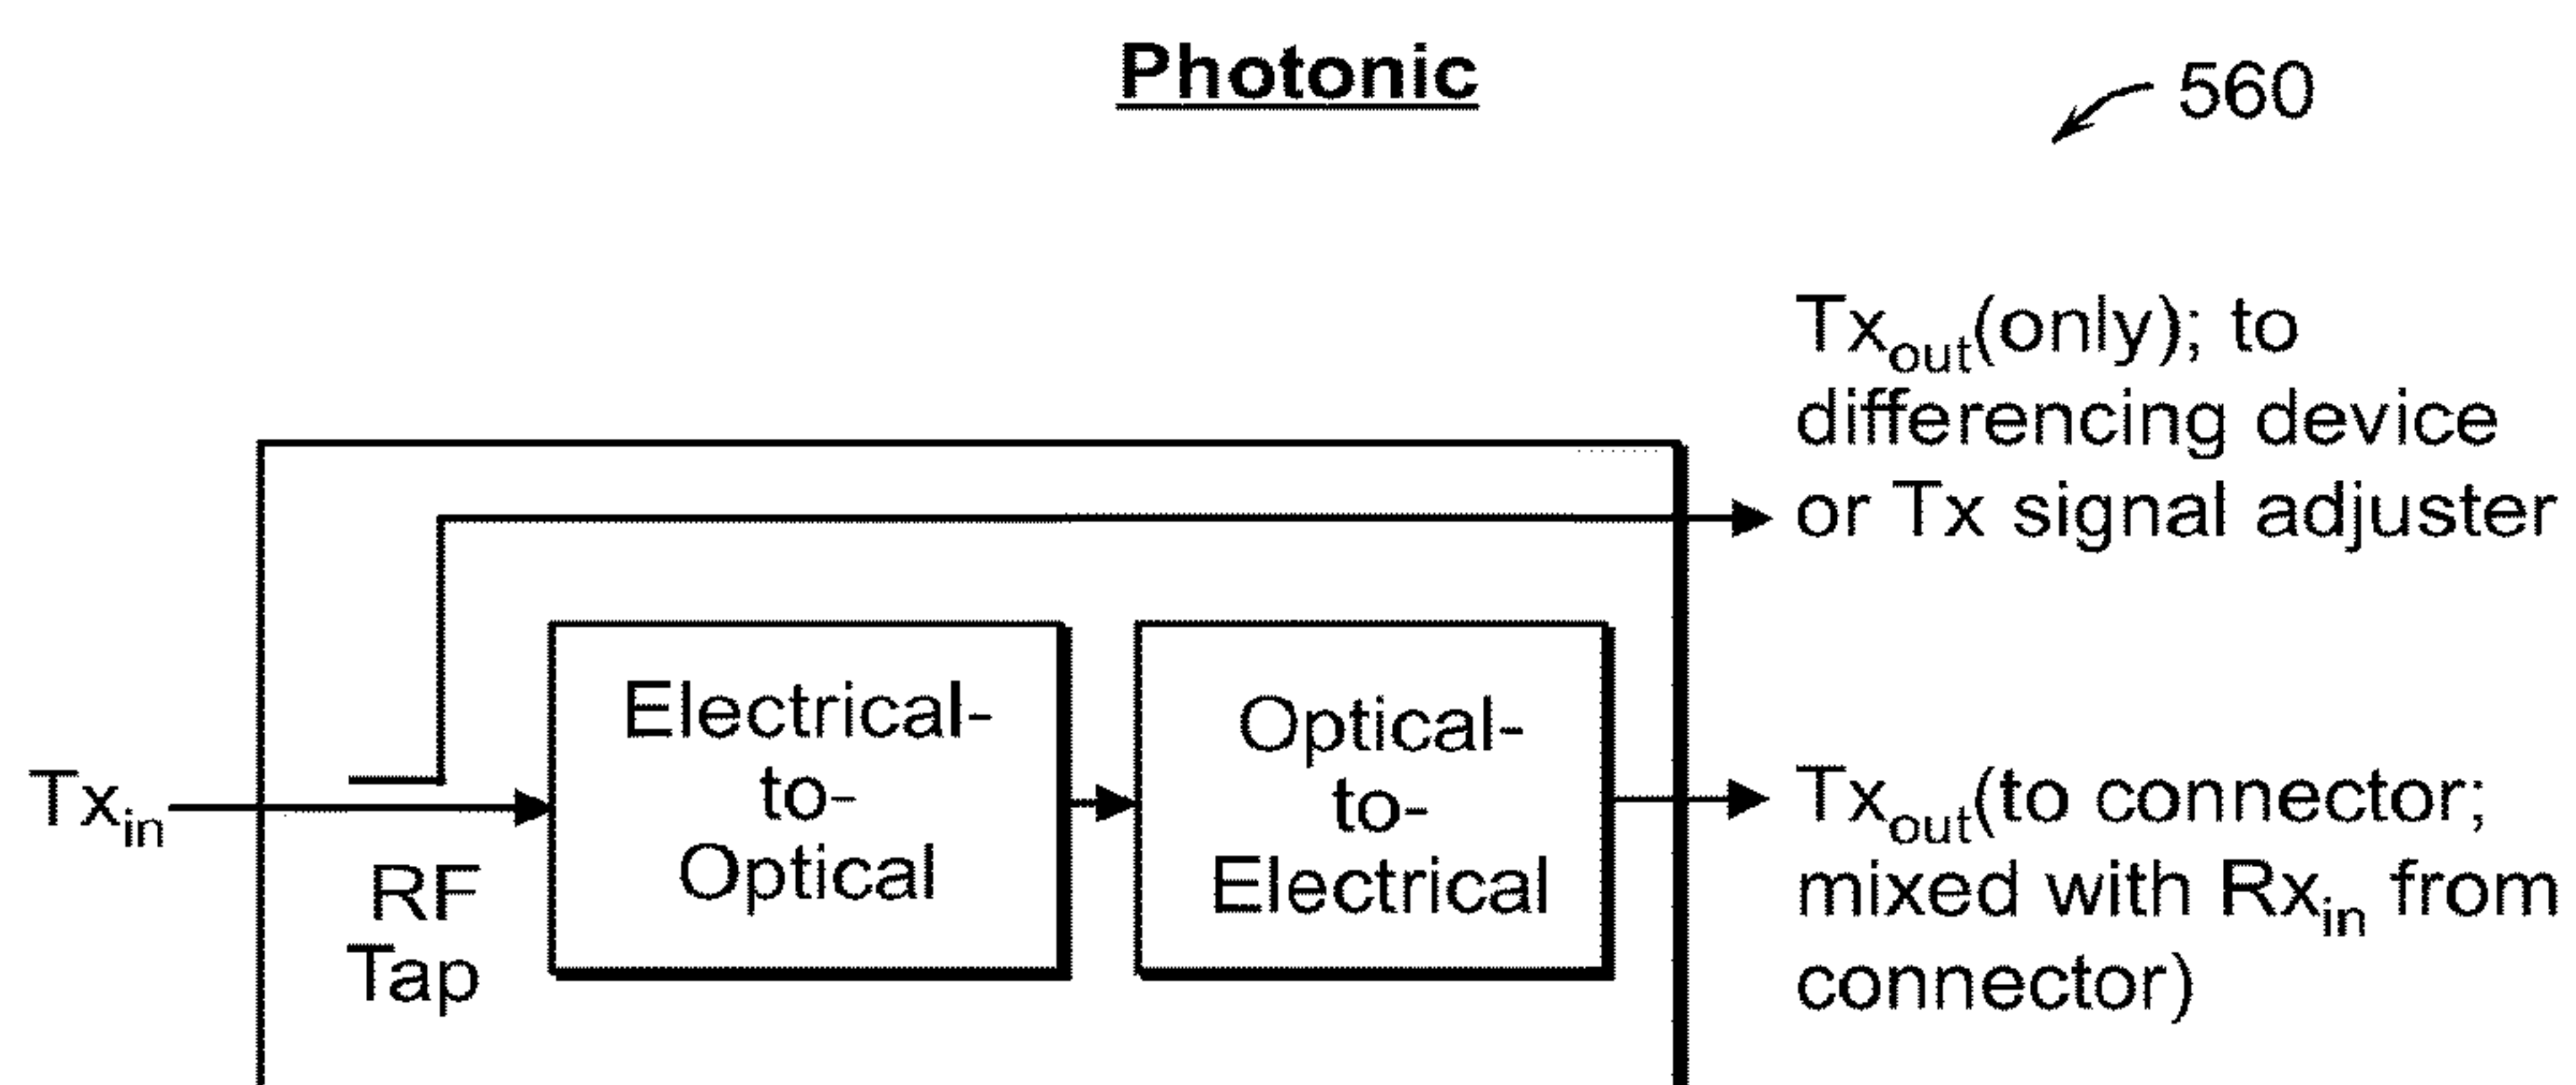 Photonic
560
Tx_out(only); to
differencing device
or Tx signal adjuster
Electrical-
to-
Optical
Optical-
to-
Electrical
Tx_in
RF
Tap
Tx_out(to connector;
mixed with Rx_in from
connector)